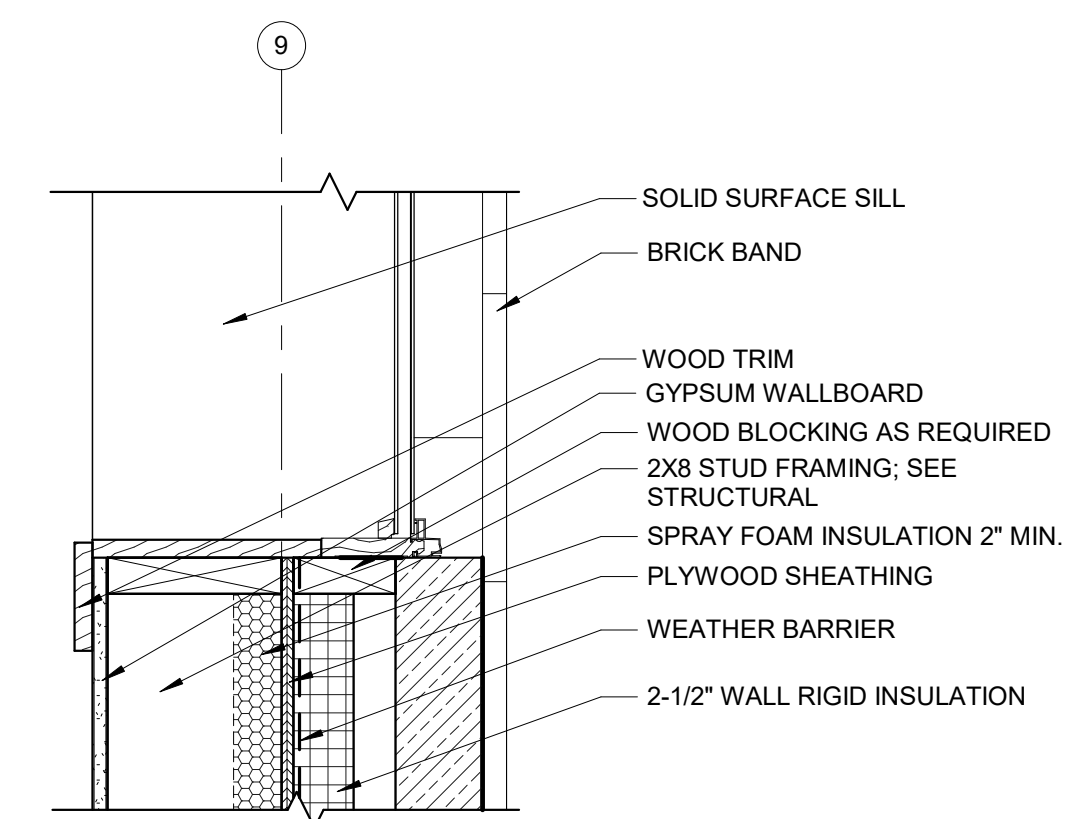 9
SOLID SURFACE SILL
BRICK BAND
WOOD TRIM
GYPSUM WALLBOARD
WOOD BLOCKING AS REQUIRED
2X8 STUD FRAMING; SEE
STRUCTURAL
SPRAY FOAM INSULATION 2" MIN.
PLYWOOD SHEATHING
WEATHER BARRIER
2-1/2" WALL RIGID INSULATION